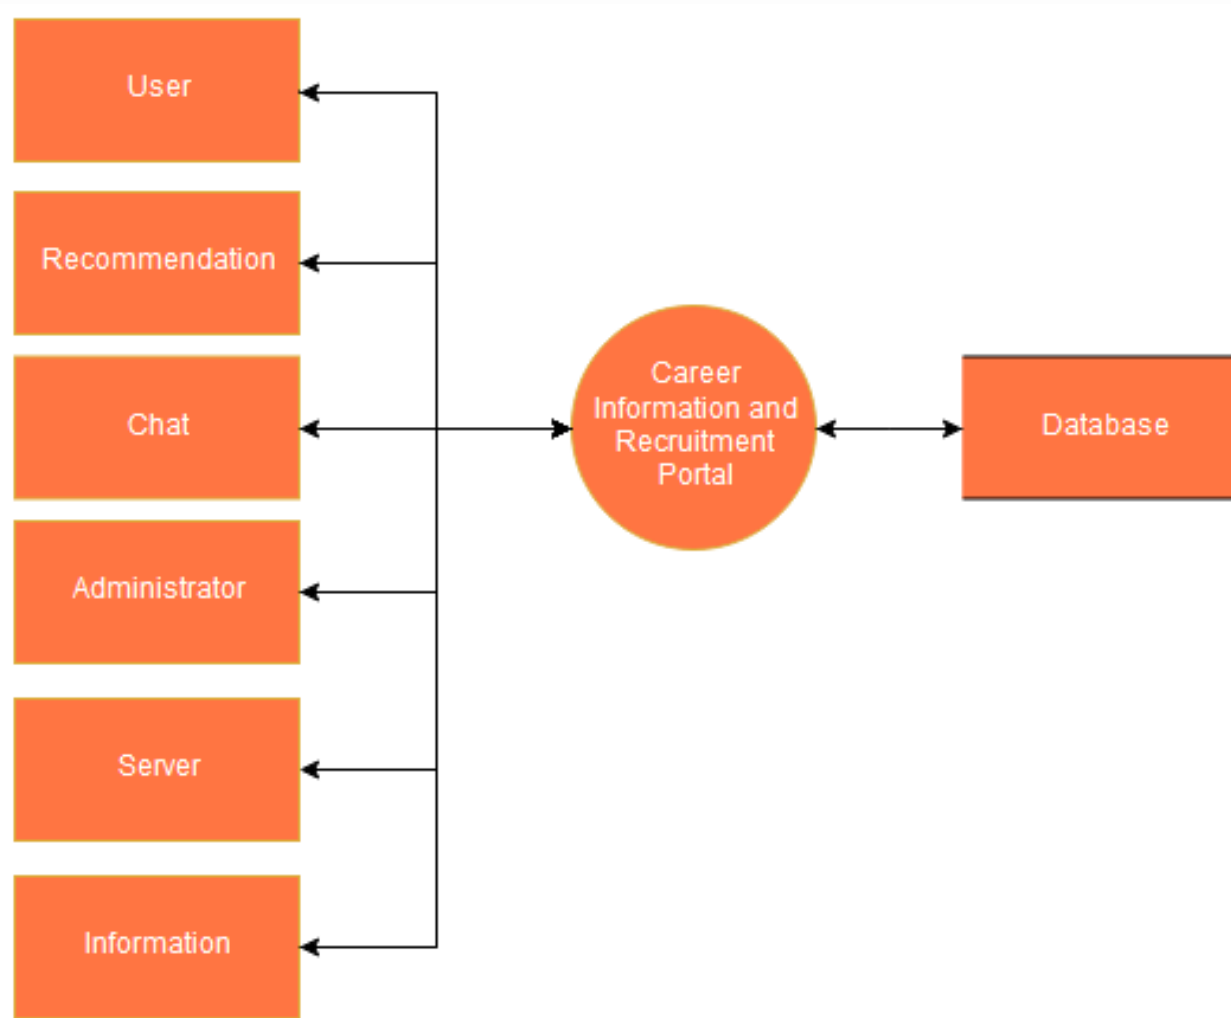 User
Recommendation
Chat
Administrator
Server
Information
Career
Information and
Recruitment
Portal
Database